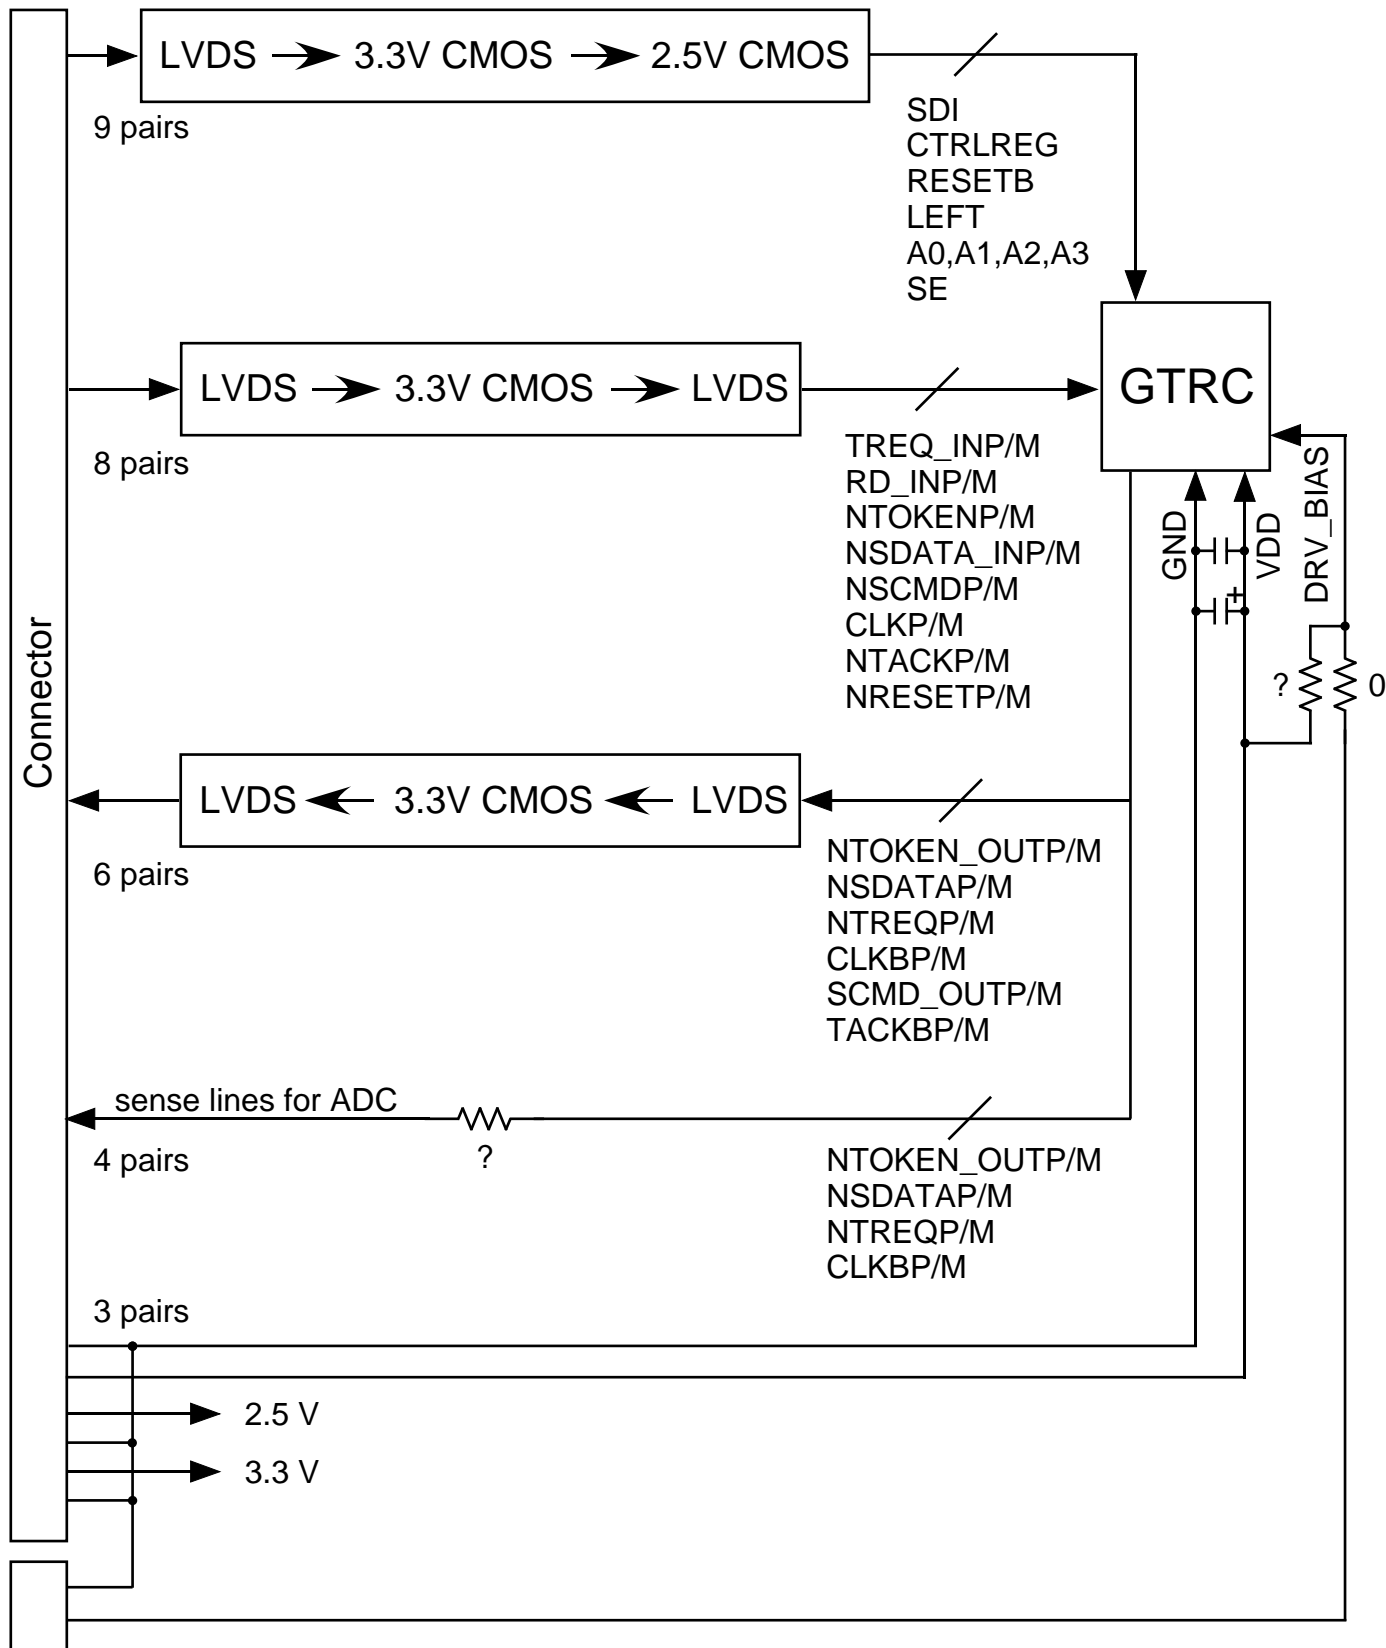 LVDS 3.3V CMOS 2.5V CMOS
9 pairs
SDI
CTRLREG
RESETB
LEFT
A0,A1,A2,A3
SE
LVDS 3.3V CMOS LVDS
8 pairs
GTRC
TREQ_INP/M
RD_INP/M
NTOKENP/M
NSDATA_INP/M
NSCMDP/M
CLKP/M
NTACKP/M
NRESETP/M
GND
VDD
DRV_BIAS
+
? 0
Connector
LVDS 3.3V CMOS LVDS
6 pairs
NTOKEN_OUTP/M
NSDATAP/M
NTREQP/M
CLKBP/M
SCMD_OUTP/M
TACKBP/M
sense lines for ADC
4 pairs
?
NTOKEN_OUTP/M
NSDATAP/M
NTREQP/M
CLKBP/M
3 pairs
2.5 V
3.3 V